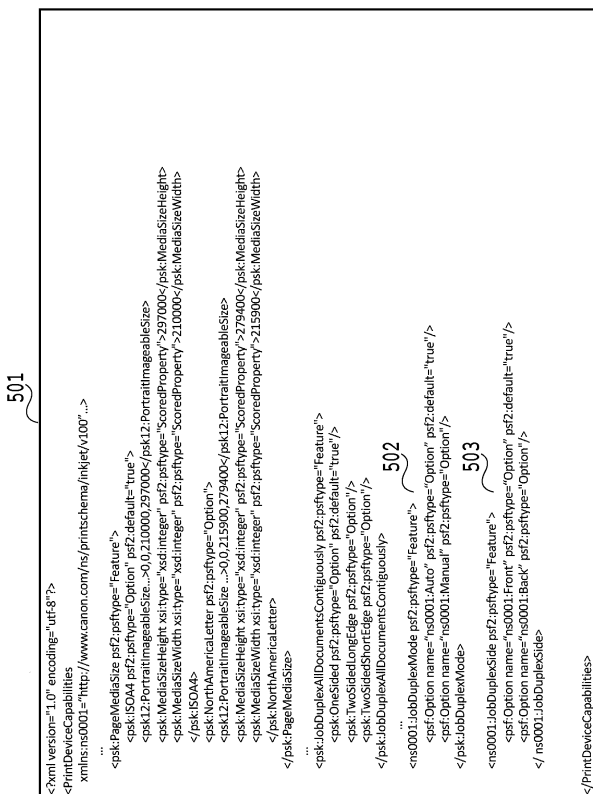 501
<?xml version="1.0" encoding="utf-8"?>
<PrintDeviceCapabilities
xmlns:ns0001="http://www.canon.com/ns/printschema/inkjet/v100"...>
...
<psk:PageMediaSize psf2:psftype="Feature">
<psk:ISOA4 psf2:psftype="Option" psf2:default="true">
<psk12:PortraitImageableSize...>0,0,210000,297000</psk12:PortraitImageableSize>
<psk:MediaSizeHeight xsi:type="xsd:integer" psf2:psftype="ScoredProperty">297000</psk:MediaSizeHeight>
<psk:MediaSizeWidth xsi:type="xsd:integer" psf2:psftype="ScoredProperty">210000</psk:MediaSizeWidth>
</psk:ISOA4>
<psk:NorthAmericaLetter psf2:psftype="Option">
<psk12:PortraitImageableSize ...>0,0,215900,279400</psk12:PortraitImageableSize>
<psk:MediaSizeHeight xsi:type="xsd:integer" psf2:psftype="ScoredProperty">279400</psk:MediaSizeHeight>
<psk:MediaSizeWidth xsi:type="xsd:integer" psf2:psftype="ScoredProperty">215900</psk:MediaSizeWidth>
</psk:NorthAmericaLetter>
</psk:PageMediaSize>
...
<psk:JobDuplexAllDocumentsContiguously psf2:psftype="Feature">
<psk:OneSided psf2:psftype="Option" psf2:default="true"/>
<psk:TwoSidedLongEdge psf2:psftype="Option"/>
<psk:TwoSidedShortEdge psf2:psftype="Option"/>
</psk:JobDuplexAllDocumentsContiguously>
...
502
<ns0001:JobDuplexMode psf2:psftype="Feature">
<psf:Option name="ns0001:Auto" psf2:psftype="Option" psf2:default="true"/>
<psf:Option name="ns0001:Manual" psf2:psftype="Option"/>
</psk:JobDuplexMode>
503
<ns0001:JobDuplexSide psf2:psftype="Feature">
<psf:Option name="ns0001:Front" psf2:psftype="Option" psf2:default="true"/>
<psf:Option name="ns0001:Back" psf2:psftype="Option"/>
</ ns0001:JobDuplexSide>
</PrintDeviceCapabilities>